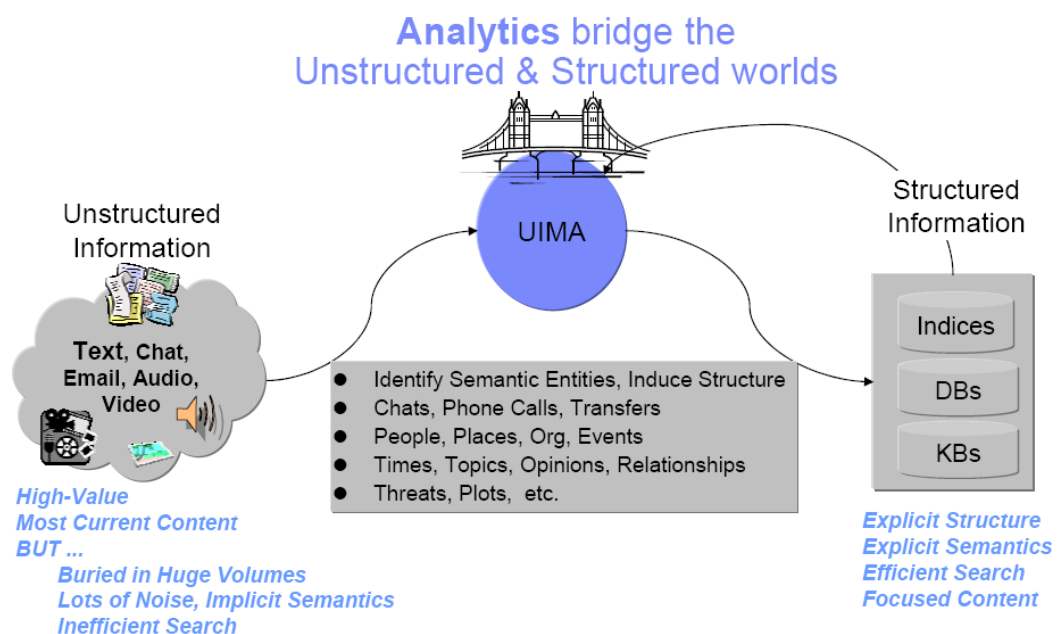 Analytics bridge the
Unstructured & Structured worlds
Unstructured
Information
Text, Chat,
Email, Audio,
Video
High-Value
Most Current Content
BUT ...
Buried in Huge Volumes
Lots of Noise, Implicit Semantics
Inefficient Search
UIMA
● Identify Semantic Entities, Induce Structure
● Chats, Phone Calls, Transfers
● People, Places, Org, Events
● Times, Topics, Opinions, Relationships
● Threats, Plots, etc.
Structured
Information
Indices
DBs
KBs
Explicit Structure
Explicit Semantics
Efficient Search
Focused Content